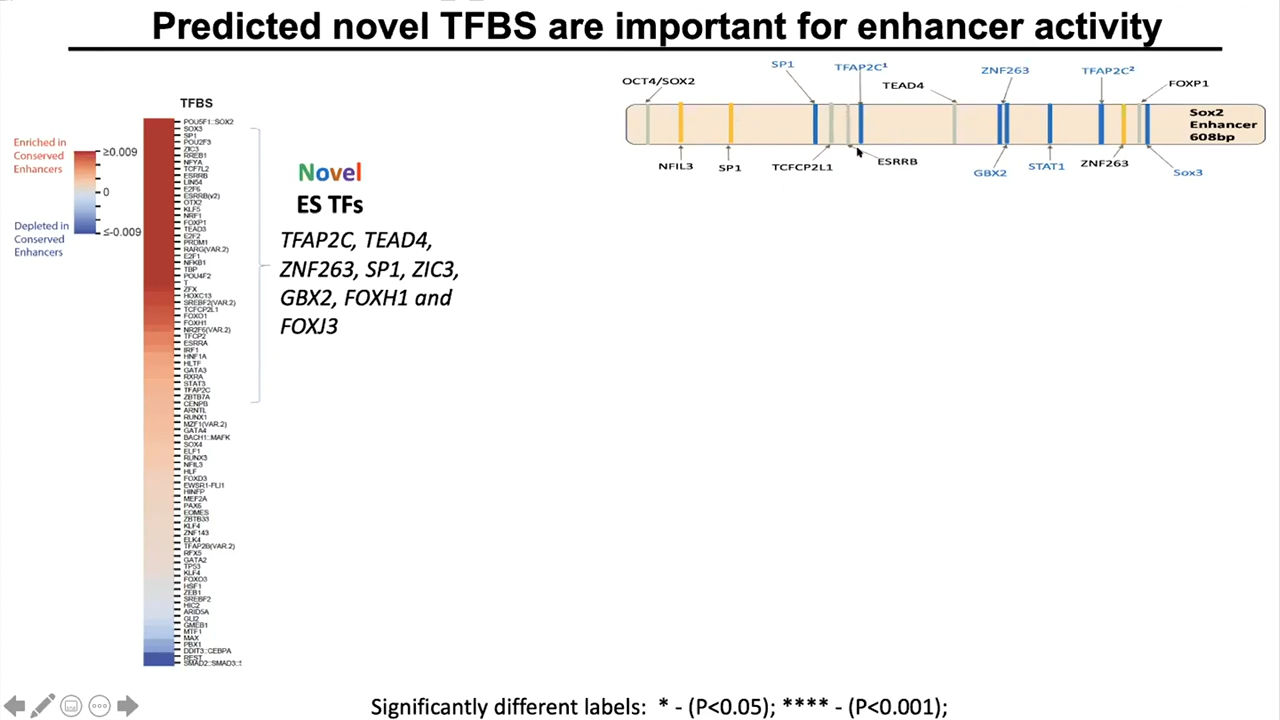 Predicted novel TFBS are important for enhancer activity
TFBS
Enriched in
Conserved
Enhancers
≥0.009
0
≤-0.009
Depleted in
Conserved
Enhancers
POU5F1::SOX2
SOX3
SP1
POU2F3
ZIC3
RREB1
NFYA
TCF7L2
ESRRB
LIN54
E2F6
ESRRB(v2)
OTX2
KLF5
NRF1
FOXP1
TEAD3
E2F2
PRDM1
RARG(VAR.2)
E2F1
NFKB1
TBP
POU4F2
T
ZFX
HOXC13
SREBF2(VAR.2)
TCFCP2L1
FOXO1
FOXH1
NR2F6(VAR.2)
TFCP2
ESRRA
IRF1
HNF1A
HLTF
GATA3
RXRA
STAT3
TFAP2C
ZBTB7A
CENPB
ARNTL
RUNX1
MZF1(VAR.2)
GATA4
BACH1::MAFK
SOX4
ELF1
RUNX3
NFIL3
HLF
FOXD3
EWSR1-FLI1
HINFP
MEF2A
PAX6
EOMES
ZBTB33
KLF4
ZNF143
ELK4
TFAP2B(VAR.2)
RFX5
GATA2
TP53
KLF4
FOXO3
HSF1
ZEB1
SREBF2
HIC2
ARID5A
GLI2
GMEB1
MTF1
MAX
PBX1
DDIT3::CEBPA
REST
SMAD2::SMAD3::
Novel
ES TFs
TFAP2C, TEAD4,
ZNF263, SP1, ZIC3,
GBX2, FOXH1 and
FOXJ3
OCT4/SOX2
SP1
TFAP2C¹
TEAD4
ZNF263
TFAP2C²
FOXP1
Sox2
Enhancer
608bp
NFIL3
SP1
TCFCP2L1
ESRRB
GBX2
STAT1
ZNF263
Sox3
Significantly different labels: * - (P<0.05); **** - (P<0.001);